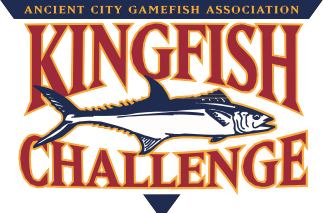 ANCIENT CITY GAMEFISH ASSOCIATION
KINGFISH
CHALLENGE